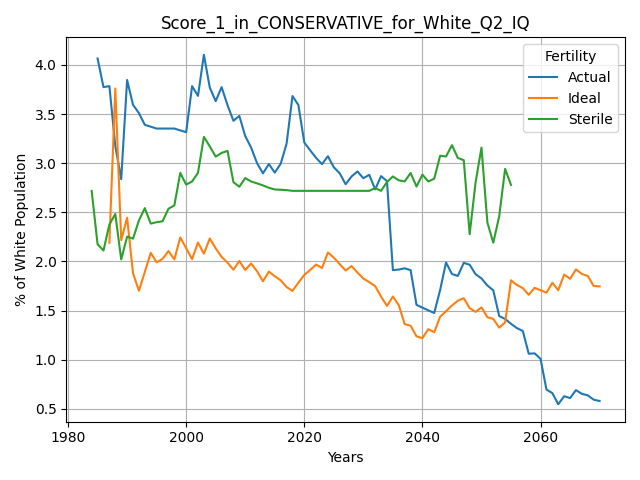 Score_1_in_CONSERVATIVE_for_White_Q2_IQ
Fertility
Actual
Ideal
Sterile
% of White Population
4.0
3.5
3.0
2.5
2.0
1.5
1.0
0.5
1980 2000 2020 2040 2060
Years